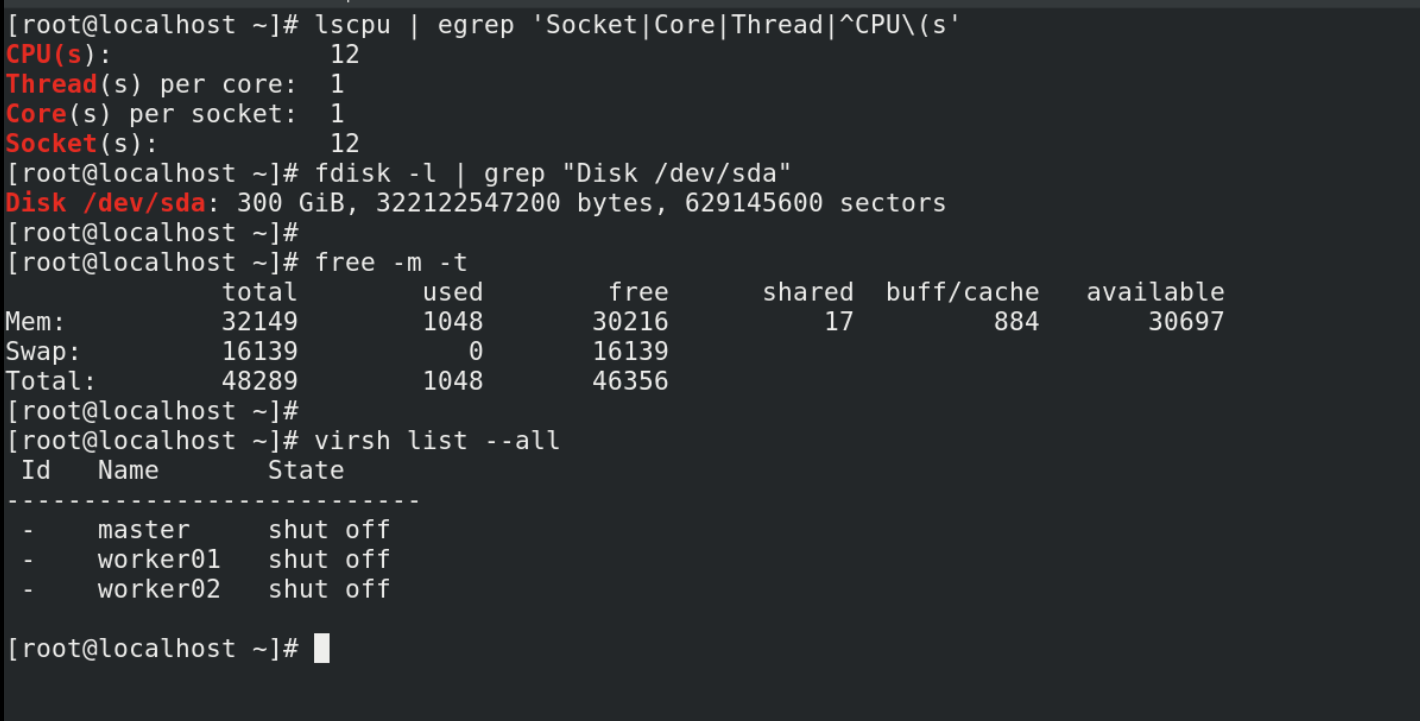 [root@localhost ~]# lscpu | egrep 'Socket|Core|Thread|^CPU\(s'
CPU(s):              12
Thread(s) per core:  1
Core(s) per socket:  1
Socket(s):           12
[root@localhost ~]# fdisk -l | grep "Disk /dev/sda"
Disk /dev/sda: 300 GiB, 322122547200 bytes, 629145600 sectors
[root@localhost ~]#
[root@localhost ~]# free -m -t
              total        used        free      shared  buff/cache   available
Mem:          32149        1048       30216          17         884       30697
Swap:         16139           0       16139
Total:        48289        1048       46356
[root@localhost ~]#
[root@localhost ~]# virsh list --all
 Id   Name       State
---------------------------
 -    master     shut off
 -    worker01   shut off
 -    worker02   shut off
[root@localhost ~]#